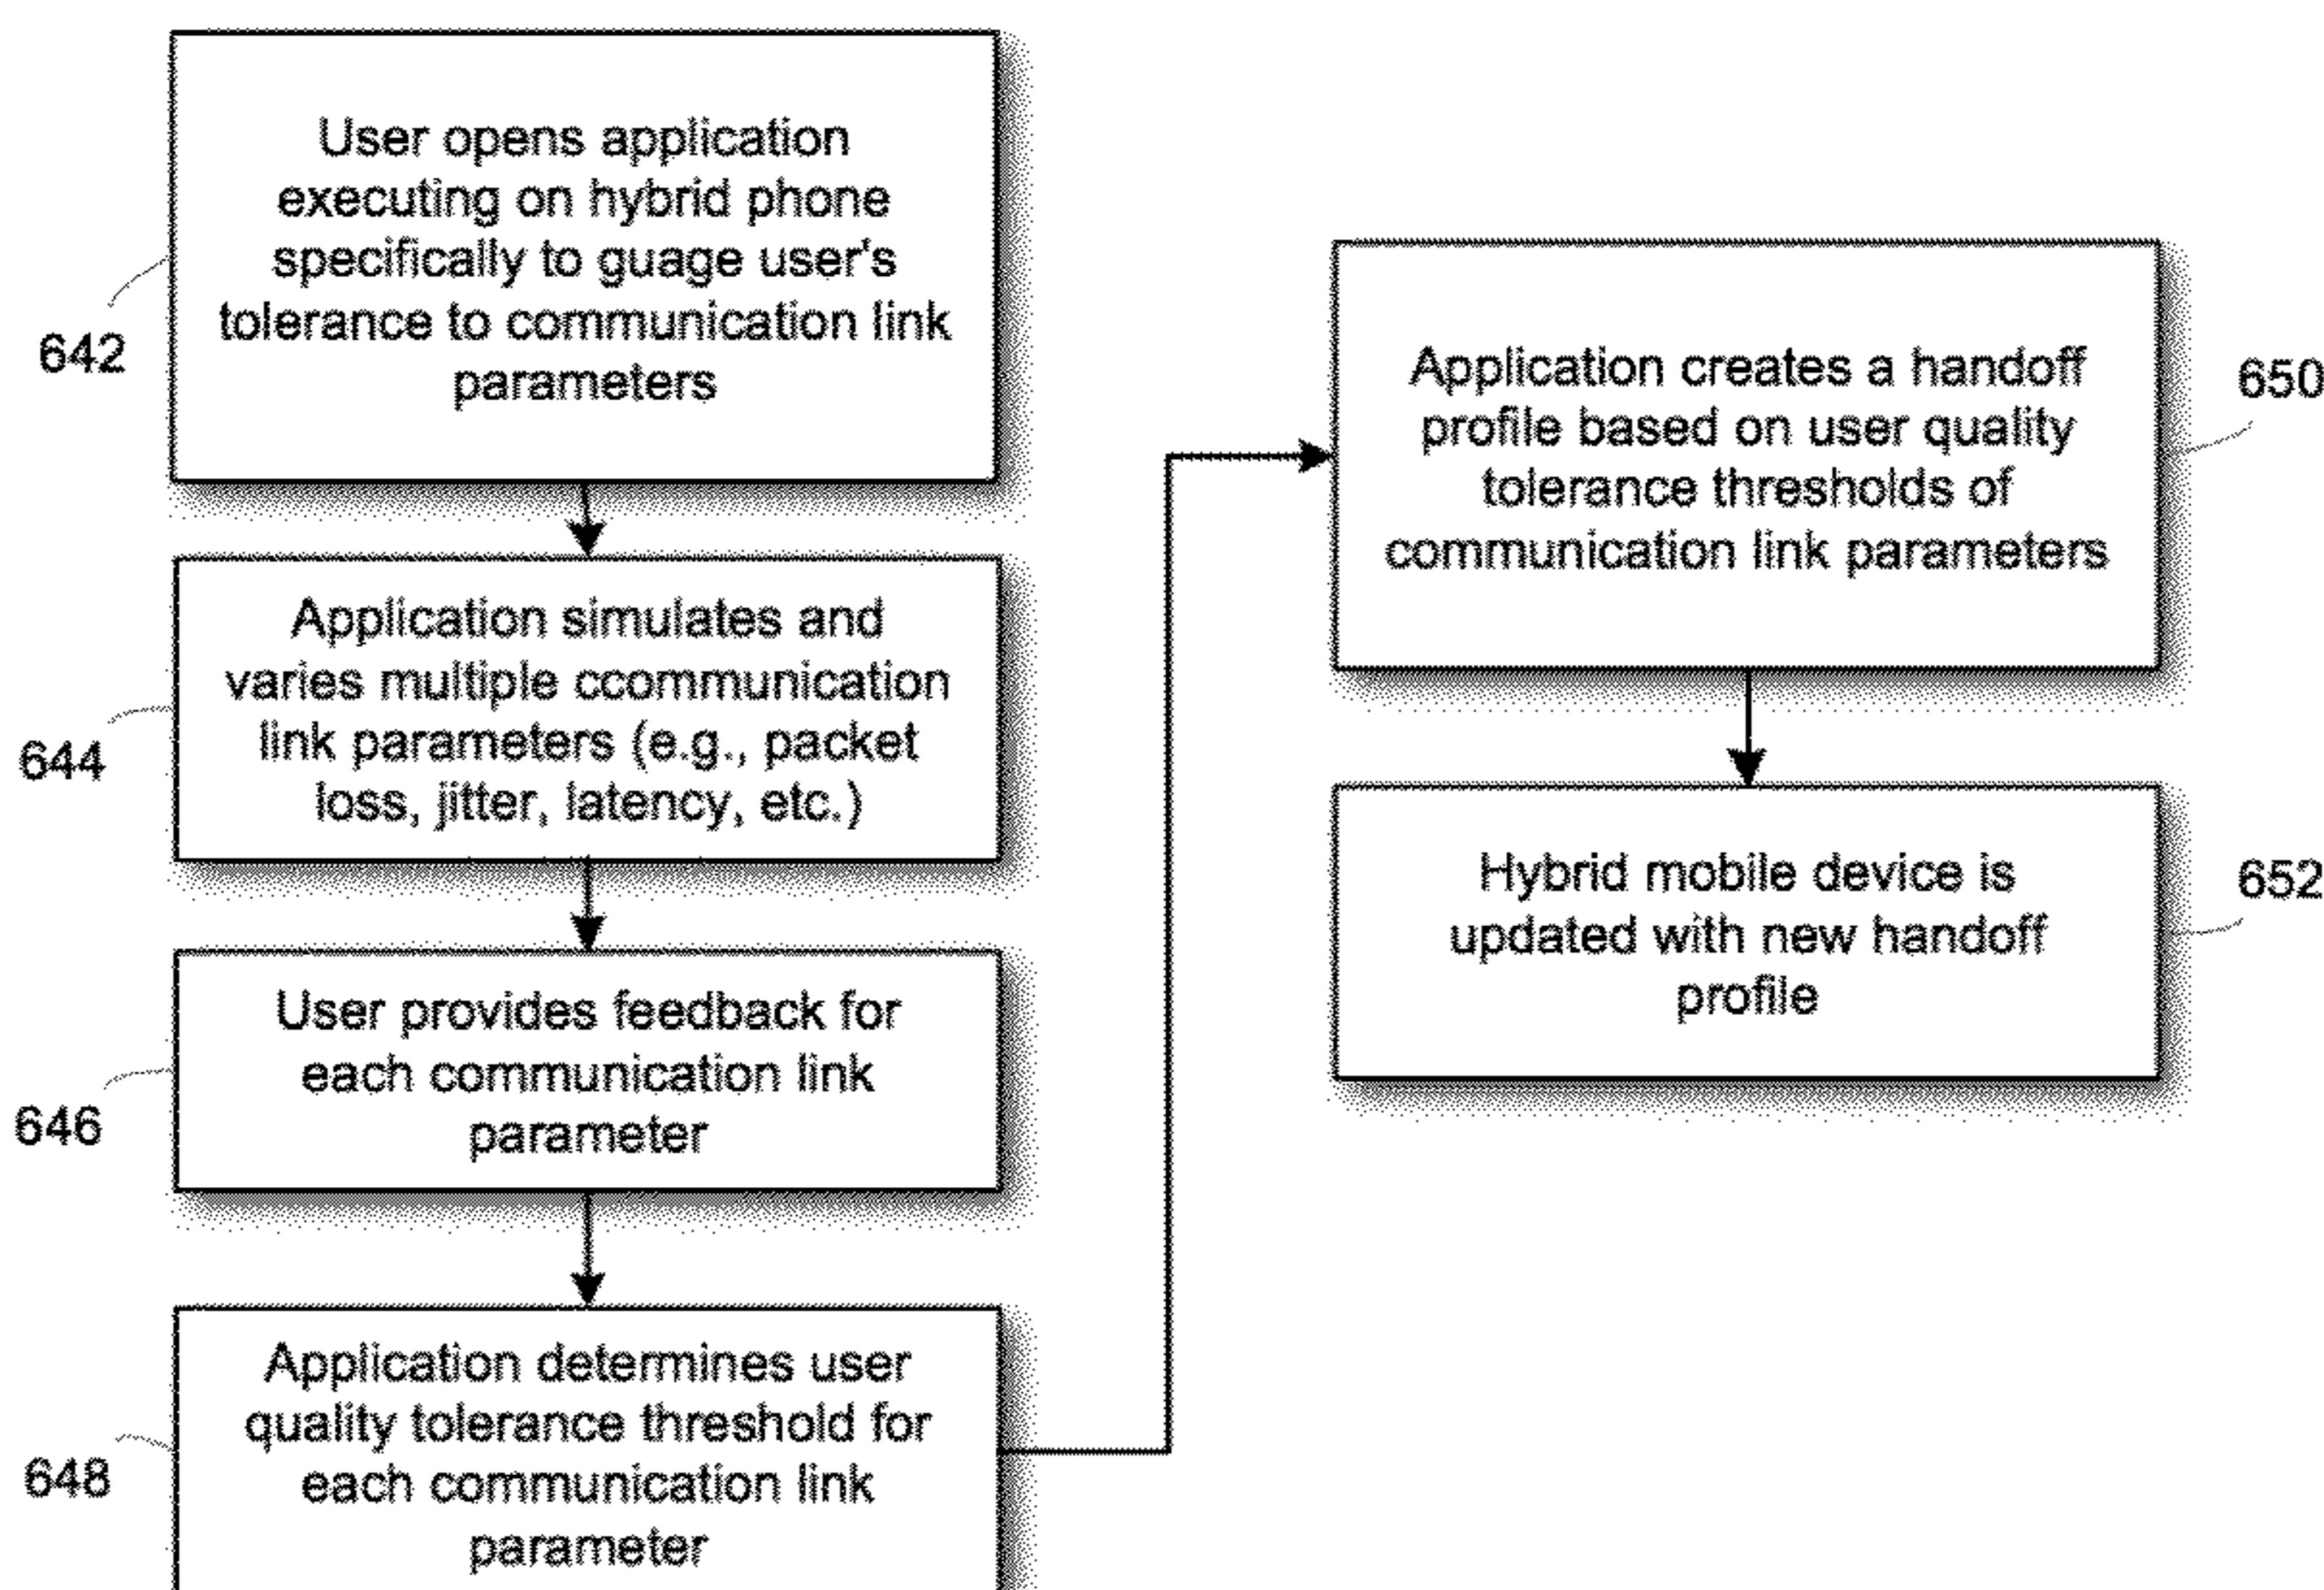 User opens application
executing on hybrid phone
specifically to guage user's
tolerance to communication link
parameters
642
Application simulates and
varies multiple ccommunication
link parameters (e.g., packet
loss, jitter, latency, etc.)
644
User provides feedback for
each communication link
parameter
646
Application determines user
quality tolerance threshold for
each communication link
parameter
648
Application creates a handoff
profile based on user quality
tolerance thresholds of
communication link parameters
650
Hybrid mobile device is
updated with new handoff
profile
652